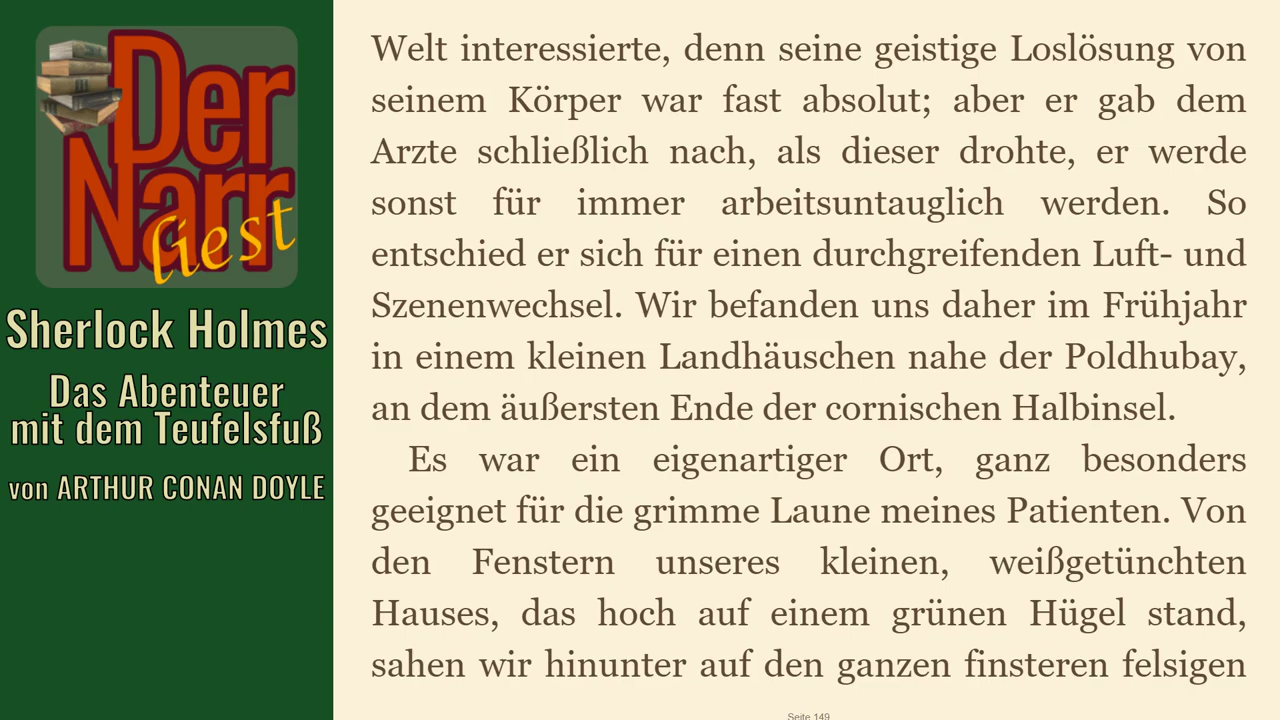 Der
Narr
liest
Sherlock Holmes
Das Abenteuer
mit dem Teufelsfuß
von ARTHUR CONAN DOYLE
Welt interessierte, denn seine geistige Loslösung von
seinem Körper war fast absolut; aber er gab dem
Arzte schließlich nach, als dieser drohte, er werde
sonst für immer arbeitsuntauglich werden. So
entschied er sich für einen durchgreifenden Luft- und
Szenenwechsel. Wir befanden uns daher im Frühjahr
in einem kleinen Landhäuschen nahe der Poldhubay,
an dem äußersten Ende der cornischen Halbinsel.
Es war ein eigenartiger Ort, ganz besonders
geeignet für die grimme Laune meines Patienten. Von
den Fenstern unseres kleinen, weißgetünchten
Hauses, das hoch auf einem grünen Hügel stand,
sahen wir hinunter auf den ganzen finsteren felsigen
Seite 149